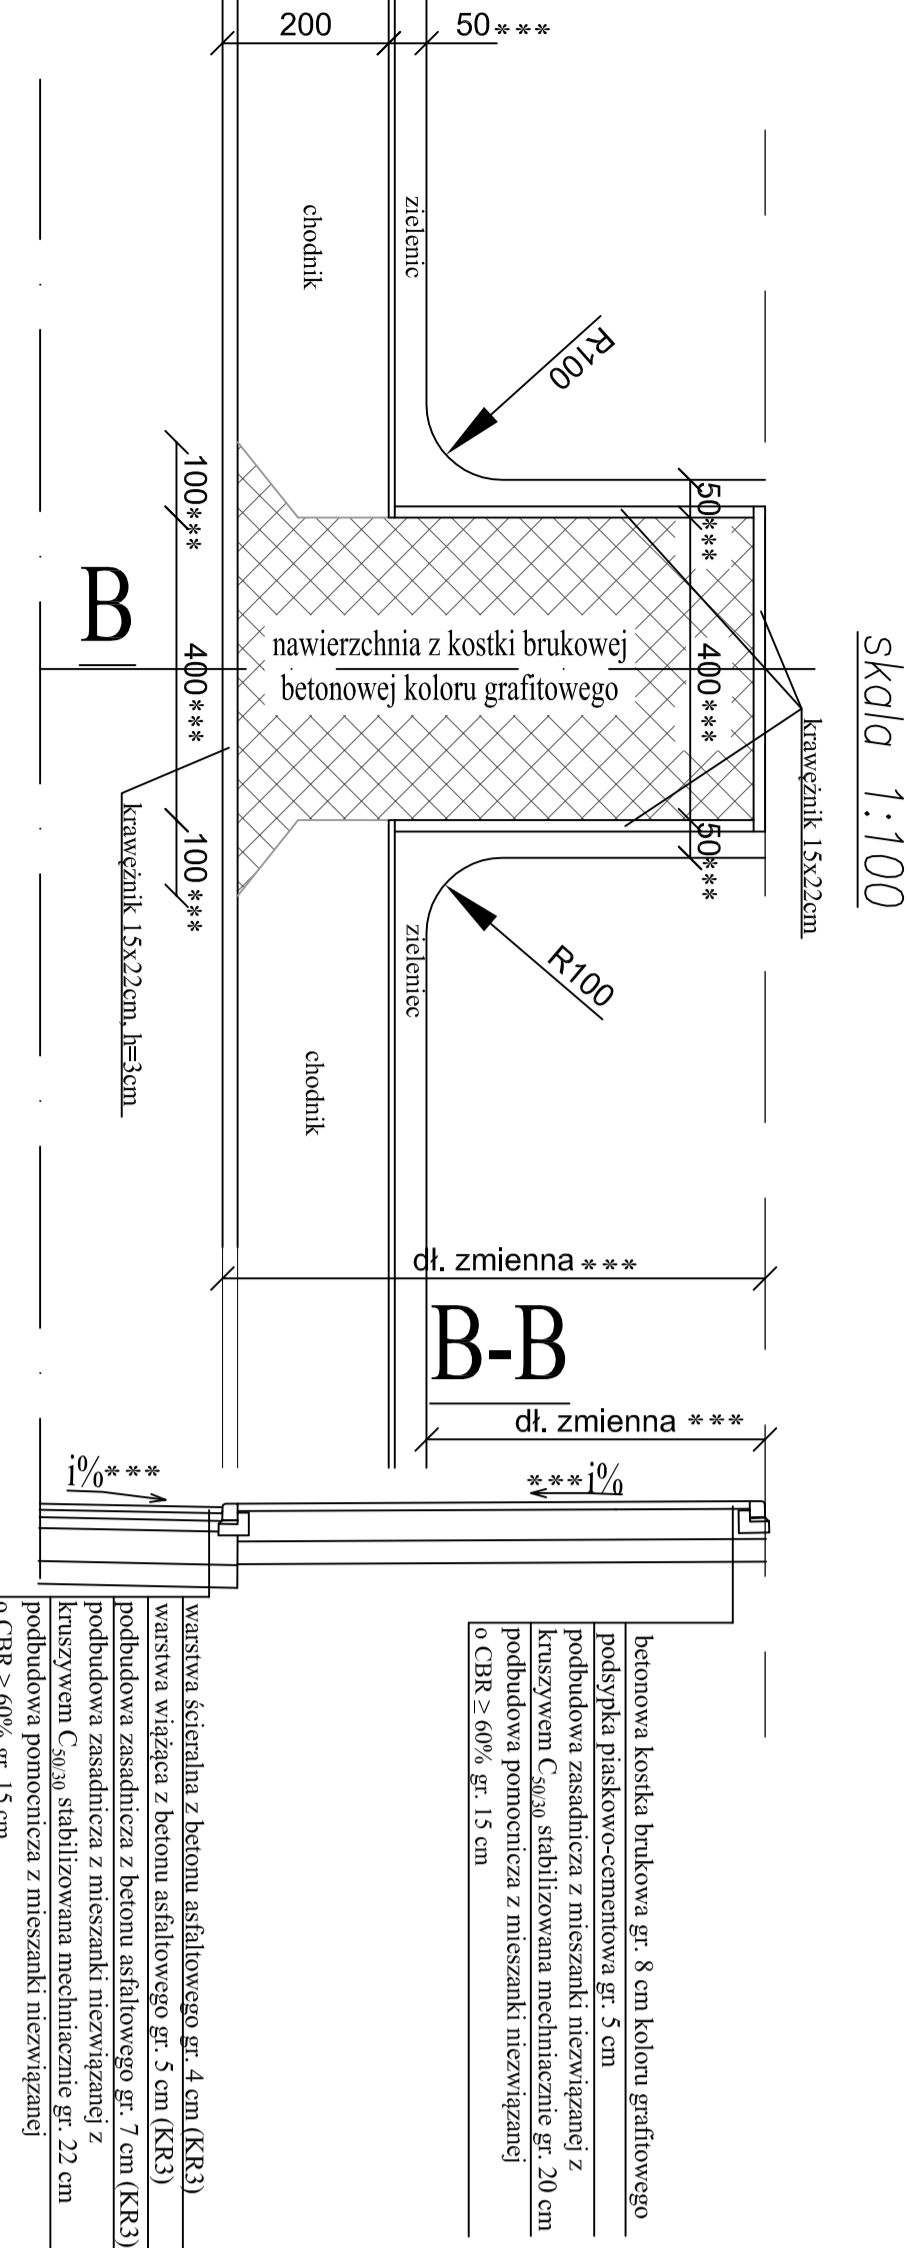 200
50***
skala 1:100
zielenic
chodnik
R100
100***
50***
B
400***
nawierzchnia z kostki brukowej
betonowej koloru grafitowego
400***
krawężnik 15x22cm
100***
50***
krawężnik 15x22cm, h=3cm
zieleniec
R100
chodnik
dł. zmienna ***
B-B
dł. zmienna ***
i%***
***i%
betonowa kostka brukowa gr. 8 cm koloru grafitowego
podsypka piaskowo-cementowa gr. 5 cm
podbudowa zasadnicza z mieszanki niezwiązanej z
kruszywem C50/30 stabilizowana mechniacznie gr. 20 cm
podbudowa pomocnicza z mieszanki niezwiązanej
o CBR ≥ 60% gr. 15 cm
warstwa ścieralna z betonu asfaltowego gr. 4 cm (KR3)
warstwa wiążąca z betonu asfaltowego gr. 5 cm (KR3)
podbudowa zasadnicza z betonu asfaltowego gr. 7 cm (KR3)
podbudowa zasadnicza z mieszanki niezwiązanej z
kruszywem C50/30 stabilizowana mechniacznie gr. 22 cm
podbudowa pomocnicza z mieszanki niezwiązanej
o CBR ≥ 60% gr. 15 cm